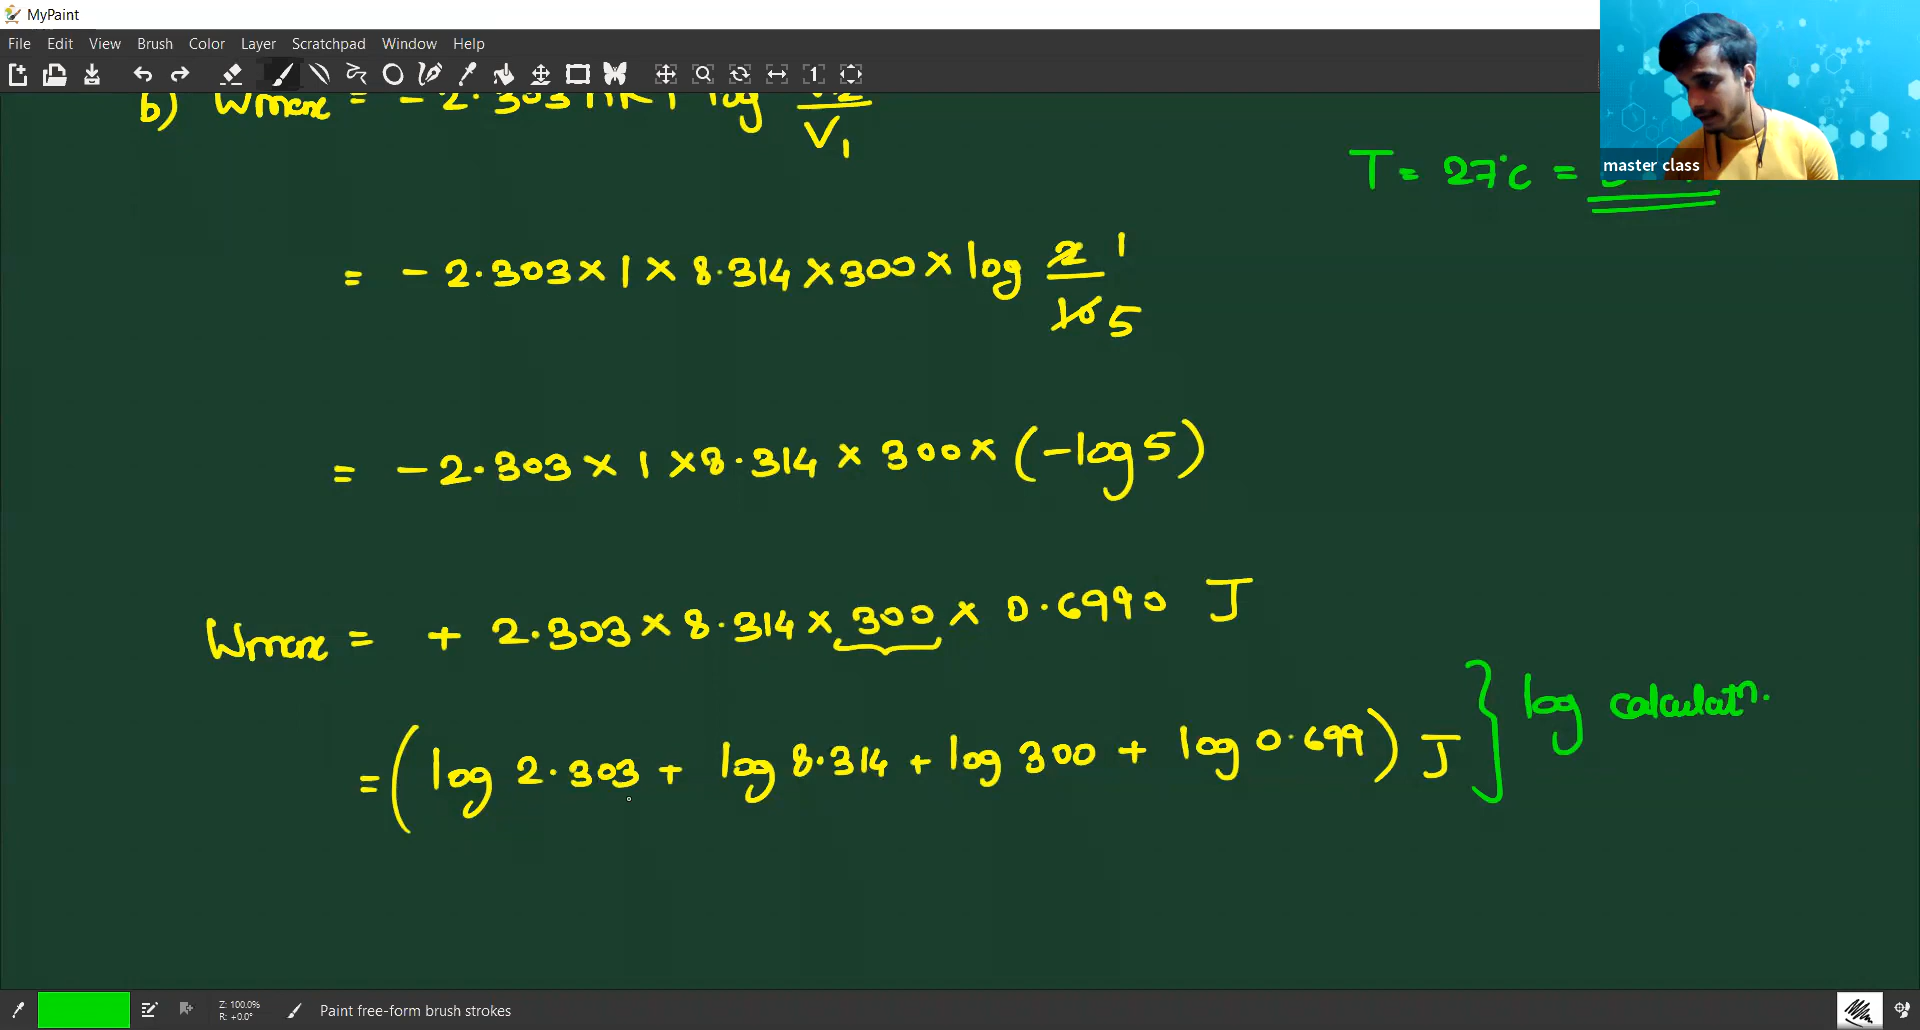 MyPaint
File Edit View Brush Color Layer Scratchpad Window Help
b) Wmax = - 2.303 nRT log V2/V1
T = 27°C =
= - 2.303 × 1 × 8.314 × 300 × log 2/10 1/5
= - 2.303 × 1 × 8.314 × 300 × (-log 5)
Wmax = + 2.303 × 8.314 × 300 × 0.6990 J
= (log 2.303 + log 8.314 + log 300 + log 0.699) J } log calculatn.
master class
Z: 100.0%
R: +0.0°
Paint free-form brush strokes